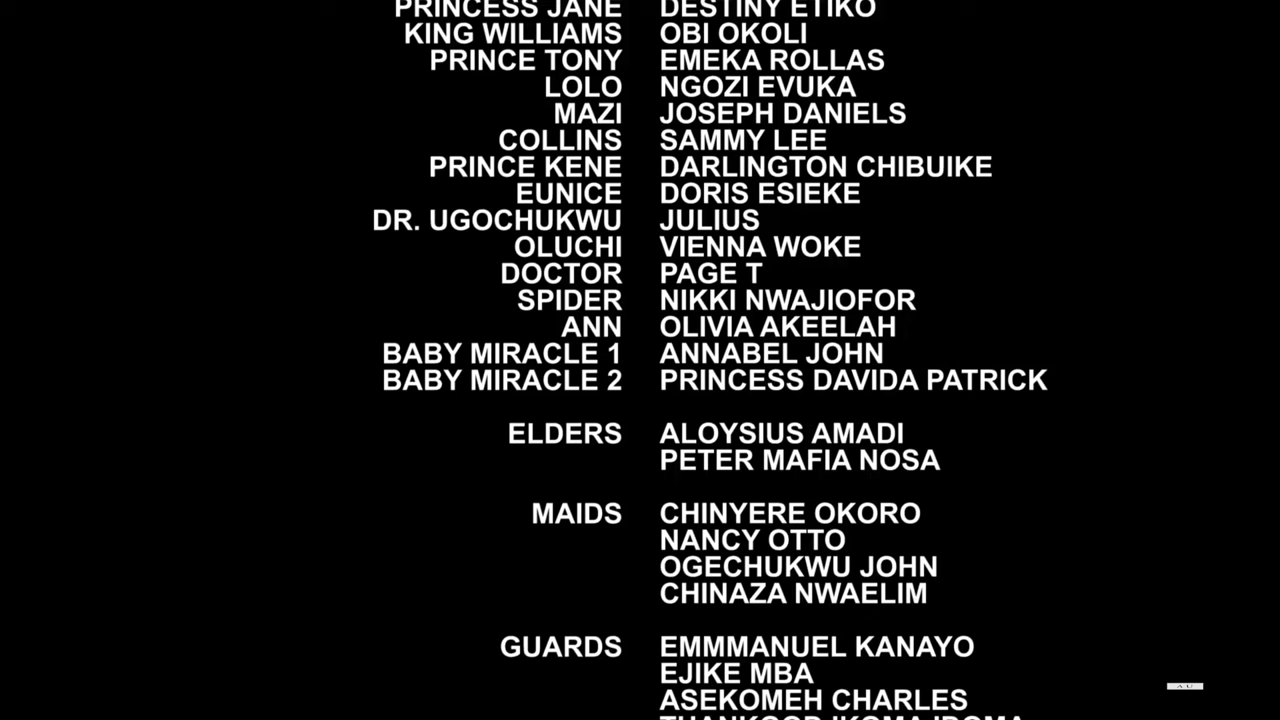 PRINCESS JANE DESTINY ETIKO
KING WILLIAMS OBI OKOLI
PRINCE TONY EMEKA ROLLAS
LOLO NGOZI EVUKA
MAZI JOSEPH DANIELS
COLLINS SAMMY LEE
PRINCE KENE DARLINGTON CHIBUIKE
EUNICE DORIS ESIEKE
DR. UGOCHUKWU JULIUS
OLUCHI VIENNA WOKE
DOCTOR PAGE T
SPIDER NIKKI NWAJIOFOR
ANN OLIVIA AKEELAH
BABY MIRACLE 1 ANNABEL JOHN
BABY MIRACLE 2 PRINCESS DAVIDA PATRICK
ELDERS ALOYSIUS AMADI
PETER MAFIA NOSA
MAIDS CHINYERE OKORO
NANCY OTTO
OGECHUKWU JOHN
CHINAZA NWAELIM
GUARDS EMMMANUEL KANAYO
EJIKE MBA
ASEKOMEH CHARLES